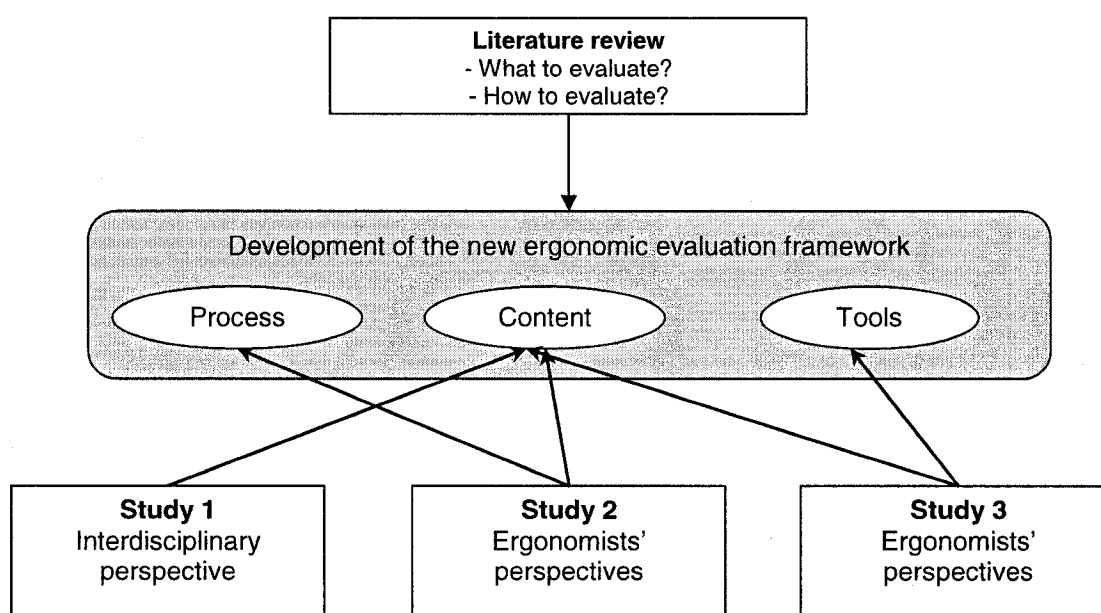 Literature review
- What to evaluate?
- How to evaluate?
Development of the new ergonomic evaluation framework
Process
Content
Tools
Study 1
Interdisciplinary
perspective
Study 2
Ergonomists'
perspectives
Study 3
Ergonomists'
perspectives